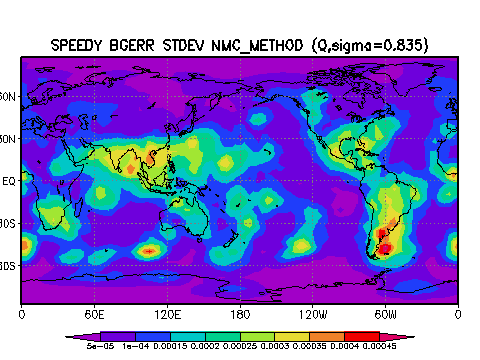 SPEEDY BGERR STDEV NMC_METHOD (Q,sigma=0.835)
60N
30N
EQ
30S
60S
0 60E 120E 180 120W 60W 0
5e-05 1e-04 0.00015 0.0002 0.00025 0.0003 0.00035 0.0004 0.00045